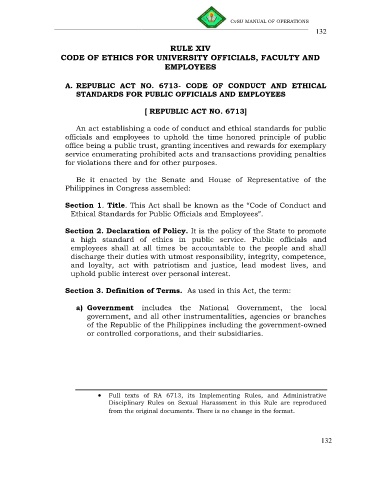 CvSU MANUAL OF OPERATIONS
132
RULE XIV
CODE OF ETHICS FOR UNIVERSITY OFFICIALS, FACULTY AND
EMPLOYEES
A. REPUBLIC ACT NO. 6713- CODE OF CONDUCT AND ETHICAL
STANDARDS FOR PUBLIC OFFICIALS AND EMPLOYEES
[ REPUBLIC ACT NO. 6713]
An act establishing a code of conduct and ethical standards for public
officials and employees to uphold the time honored principle of public
office being a public trust, granting incentives and rewards for exemplary
service enumerating prohibited acts and transactions providing penalties
for violations there and for other purposes.
Be it enacted by the Senate and House of Representative of the
Philippines in Congress assembled:
Section 1. Title. This Act shall be known as the “Code of Conduct and
Ethical Standards for Public Officials and Employees”.
Section 2. Declaration of Policy. It is the policy of the State to promote
a high standard of ethics in public service. Public officials and
employees shall at all times be accountable to the people and shall
discharge their duties with utmost responsibility, integrity, competence,
and loyalty, act with patriotism and justice, lead modest lives, and
uphold public interest over personal interest.
Section 3. Definition of Terms. As used in this Act, the term:
a) Government includes the National Government, the local
government, and all other instrumentalities, agencies or branches
of the Republic of the Philippines including the government-owned
or controlled corporations, and their subsidiaries.
• Full texts of RA 6713, its Implementing Rules, and Administrative
Disciplinary Rules on Sexual Harassment in this Rule are reproduced
from the original documents. There is no change in the format.
132